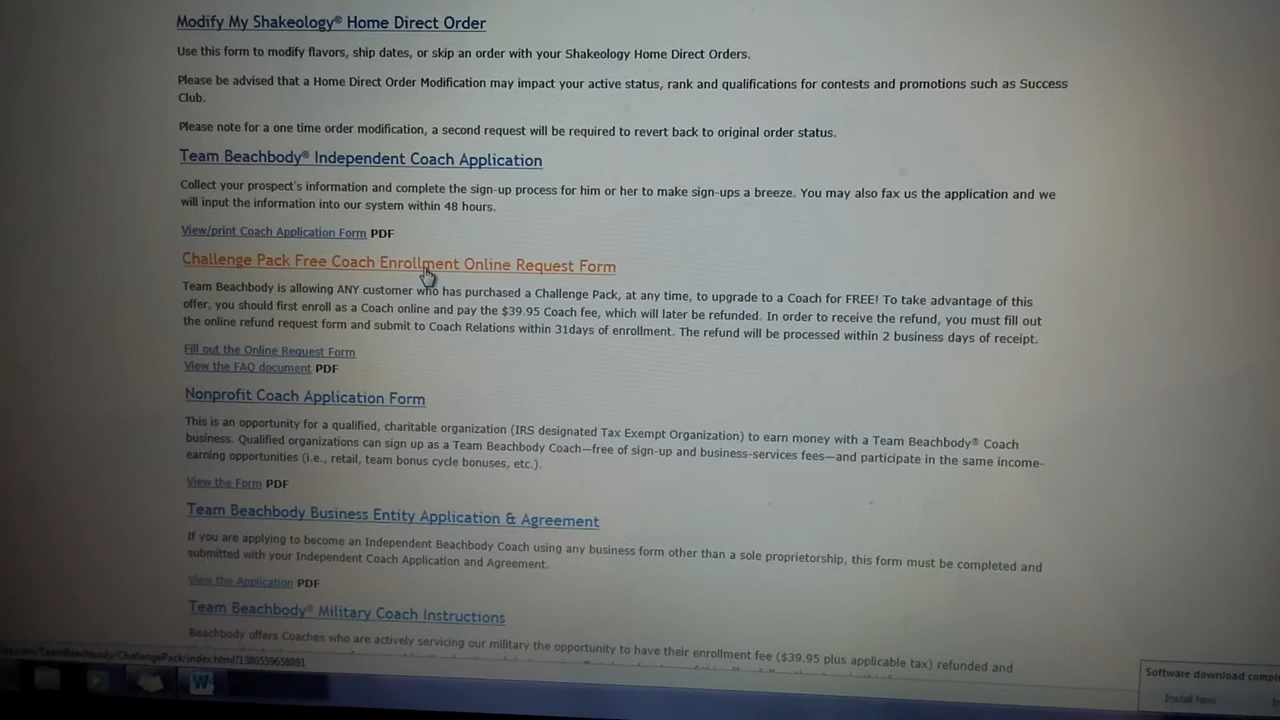 Modify My Shakeology® Home Direct Order
Use this form to modify flavors, ship dates, or skip an order with your Shakeology Home Direct Orders.
Please be advised that a Home Direct Order Modification may impact your active status, rank and qualifications for contests and promotions such as Success
Club.
Please note for a one time order modification, a second request will be required to revert back to original order status.
Team Beachbody® Independent Coach Application
Collect your prospect's information and complete the sign-up process for him or her to make sign-ups a breeze. You may also fax us the application and we
will input the information into our system within 48 hours.
View/print Coach Application Form PDF
Challenge Pack Free Coach Enrollment Online Request Form
Team Beachbody is allowing ANY customer who has purchased a Challenge Pack, at any time, to upgrade to a Coach for FREE! To take advantage of this
offer, you should first enroll as a Coach online and pay the $39.95 Coach fee, which will later be refunded. In order to receive the refund, you must fill out
the online refund request form and submit to Coach Relations within 31days of enrollment. The refund will be processed within 2 business days of receipt.
Fill out the Online Request Form
View the FAQ document PDF
Nonprofit Coach Application Form
This is an opportunity for a qualified, charitable organization (IRS designated Tax Exempt Organization) to earn money with a Team Beachbody® Coach
business. Qualified organizations can sign up as a Team Beachbody Coach—free of sign-up and business-services fees—and participate in the same income-
earning opportunities (i.e., retail, team bonus cycle bonuses, etc.).
View the Form PDF
Team Beachbody Business Entity Application & Agreement
If you are applying to become an Independent Beachbody Coach using any business form other than a sole proprietorship, this form must be completed and
submitted with your Independent Coach Application and Agreement.
View the Application PDF
Team Beachbody® Military Coach Instructions
Beachbody offers Coaches who are actively servicing our military the opportunity to have their enrollment fee ($39.95 plus applicable tax) refunded and
.com/TeamBeachbody/ChallengePack/index.html?1380559658891
Software download compl
Install Now
W